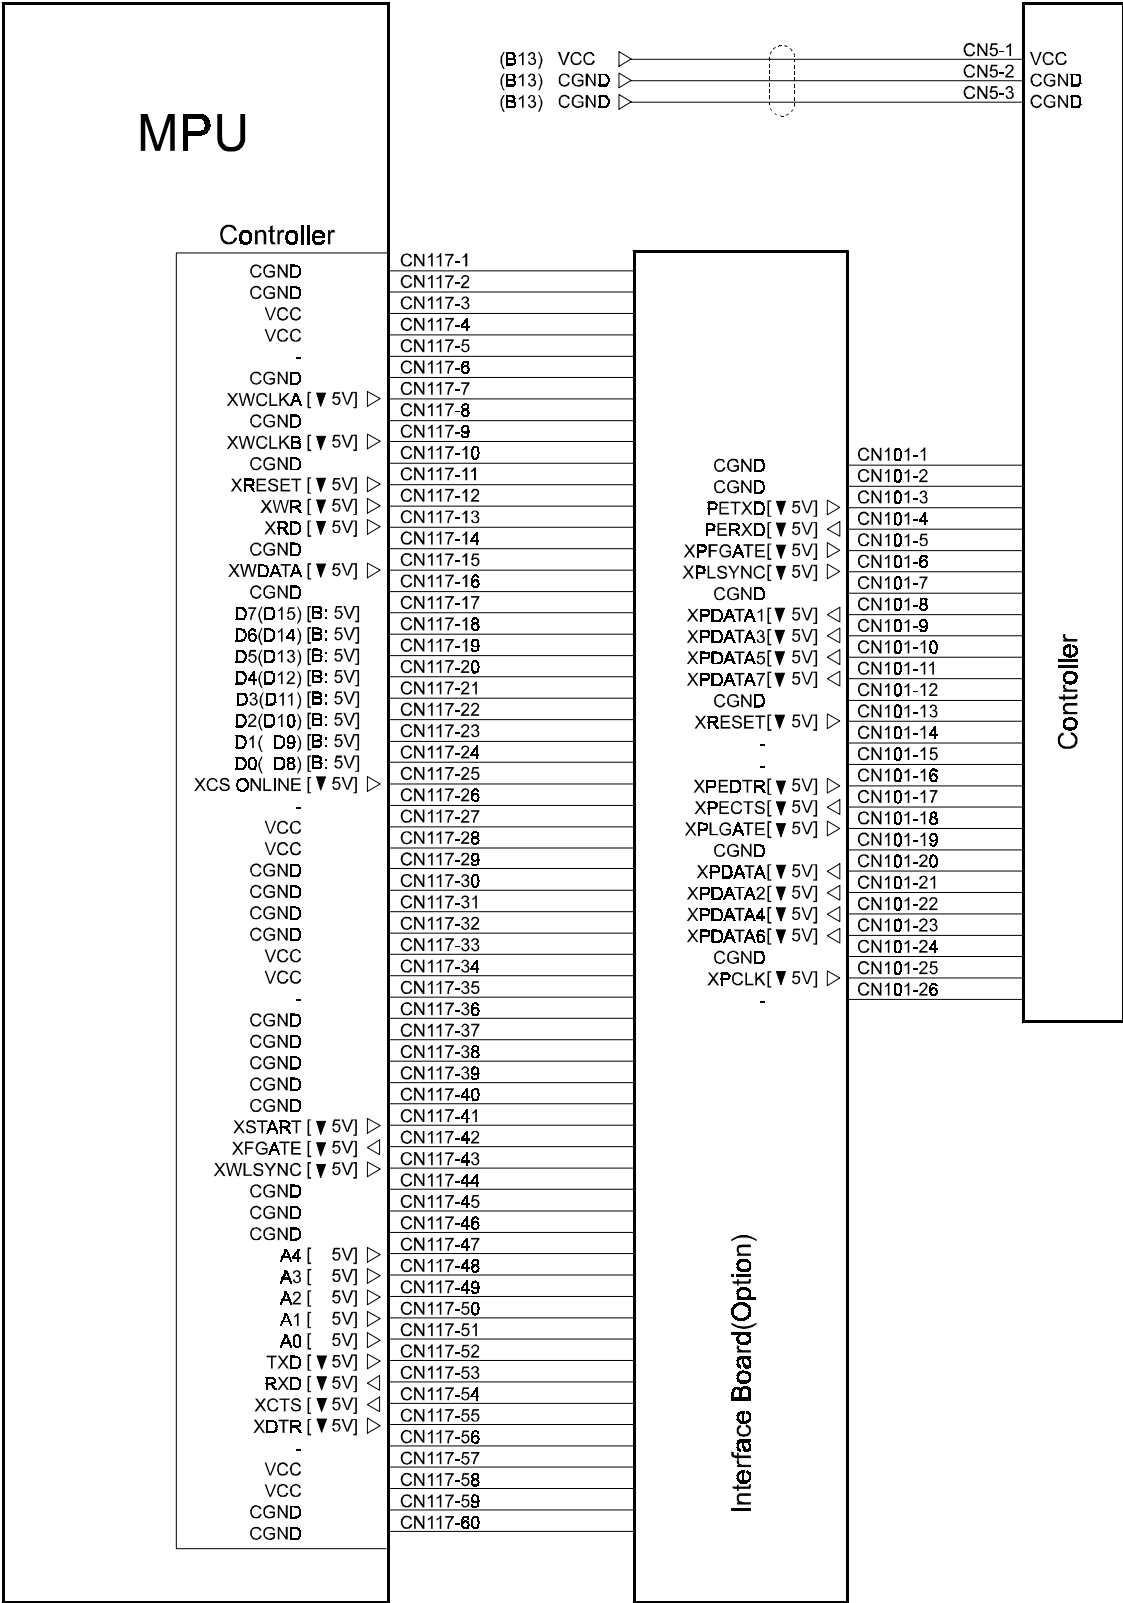 (B13) VCC CN5-1 VCC
(B13) CGND CN5-2 CGND
(B13) CGND CN5-3 CGND
MPU
Controller
CGND CN117-1
CGND CN117-2
VCC CN117-3
VCC CN117-4
- CN117-5
CGND CN117-6
XWCLKA [▼ 5V] ▷ CN117-7
CGND CN117-8
XWCLKB [▼ 5V] ▷ CN117-9
CGND CN117-10
XRESET [▼ 5V] ▷ CN117-11
XWR [▼ 5V] ▷ CN117-12
XRD [▼ 5V] ▷ CN117-13
CGND CN117-14
XWDATA [▼ 5V] ▷ CN117-15
CGND CN117-16
D7(D15) [B: 5V] CN117-17
D6(D14) [B: 5V] CN117-18
D5(D13) [B: 5V] CN117-19
D4(D12) [B: 5V] CN117-20
D3(D11) [B: 5V] CN117-21
D2(D10) [B: 5V] CN117-22
D1( D9) [B: 5V] CN117-23
D0( D8) [B: 5V] CN117-24
XCS ONLINE [▼ 5V] ▷ CN117-25
- CN117-26
VCC CN117-27
VCC CN117-28
CGND CN117-29
CGND CN117-30
CGND CN117-31
CGND CN117-32
VCC CN117-33
VCC CN117-34
- CN117-35
CGND CN117-36
CGND CN117-37
CGND CN117-38
CGND CN117-39
CGND CN117-40
XSTART [▼ 5V] ▷ CN117-41
XFGATE [▼ 5V] ◁ CN117-42
XWLSYNC [▼ 5V] ▷ CN117-43
CGND CN117-44
CGND CN117-45
CGND CN117-46
A4 [ 5V] ▷ CN117-47
A3 [ 5V] ▷ CN117-48
A2 [ 5V] ▷ CN117-49
A1 [ 5V] ▷ CN117-50
A0 [ 5V] ▷ CN117-51
TXD [▼ 5V] ▷ CN117-52
RXD [▼ 5V] ◁ CN117-53
XCTS [▼ 5V] ◁ CN117-54
XDTR [▼ 5V] ▷ CN117-55
- CN117-56
VCC CN117-57
VCC CN117-58
CGND CN117-59
CGND CN117-60
Interface Board(Option)
CGND CN101-1
CGND CN101-2
PETXD[▼ 5V] ▷ CN101-3
PERXD[▼ 5V] ◁ CN101-4
XPFGATE[▼ 5V] ▷ CN101-5
XPLSYNC[▼ 5V] ▷ CN101-6
CGND CN101-7
XPDATA1[▼ 5V] ◁ CN101-8
XPDATA3[▼ 5V] ◁ CN101-9
XPDATA5[▼ 5V] ◁ CN101-10
XPDATA7[▼ 5V] ◁ CN101-11
CGND CN101-12
XRESET[▼ 5V] ▷ CN101-13
- CN101-14
- CN101-15
XPEDTR[▼ 5V] ▷ CN101-16
XPECTS[▼ 5V] ◁ CN101-17
XPLGATE[▼ 5V] ▷ CN101-18
CGND CN101-19
XPDATA[▼ 5V] ◁ CN101-20
XPDATA2[▼ 5V] ◁ CN101-21
XPDATA4[▼ 5V] ◁ CN101-22
XPDATA6[▼ 5V] ◁ CN101-23
CGND CN101-24
XPCLK[▼ 5V] ▷ CN101-25
- CN101-26
Controller